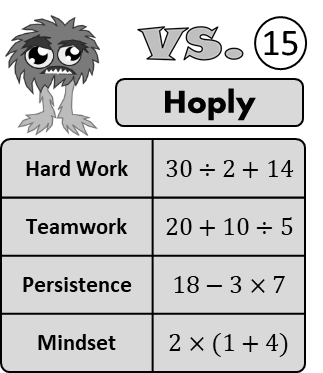 VS. 15
Hoply
Hard Work 30 ÷ 2 + 14
Teamwork 20 + 10 ÷ 5
Persistence 18 − 3 × 7
Mindset 2 × (1 + 4)